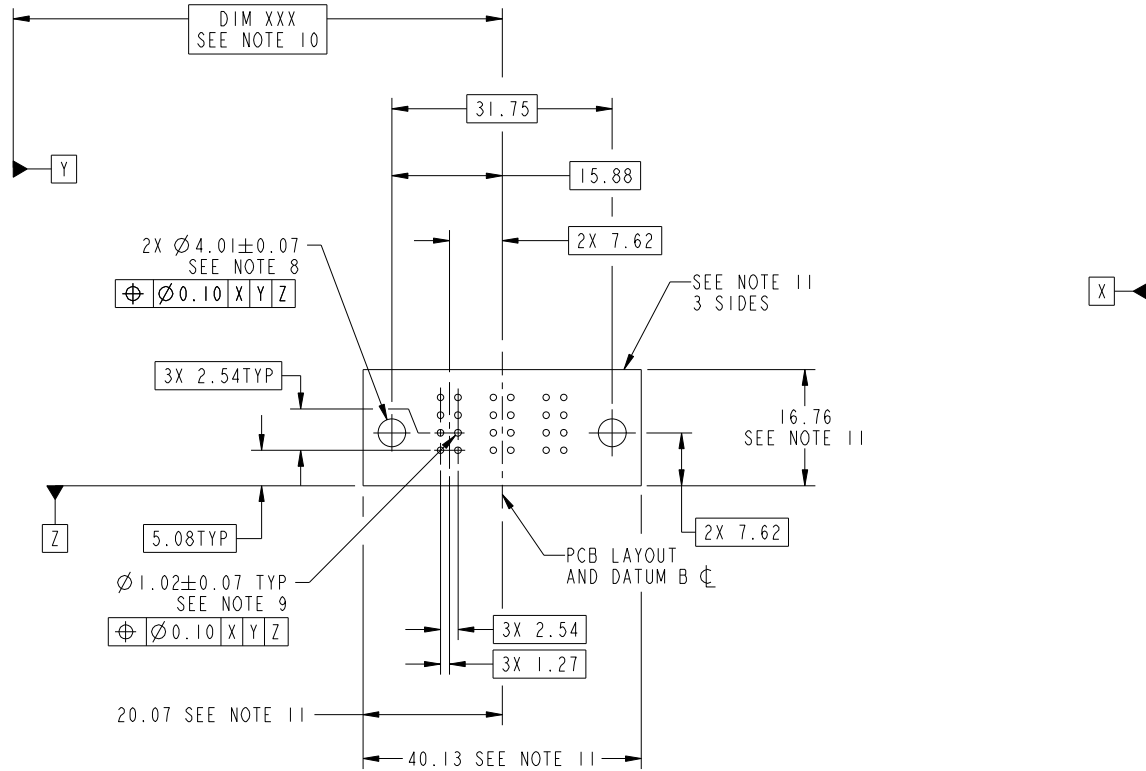 DIM XXX
SEE NOTE 10
31.75
Y
15.88
2X Ø4.01±0.07
SEE NOTE 8
2X 7.62
⌖ Ø0.10 X Y Z
SEE NOTE 11
3 SIDES
X
3X 2.54TYP
16.76
SEE NOTE 11
Z
5.08TYP
2X 7.62
PCB LAYOUT
AND DATUM B ℄
Ø1.02±0.07 TYP
SEE NOTE 9
⌖ Ø0.10 X Y Z
3X 2.54
3X 1.27
20.07 SEE NOTE 11
40.13 SEE NOTE 11